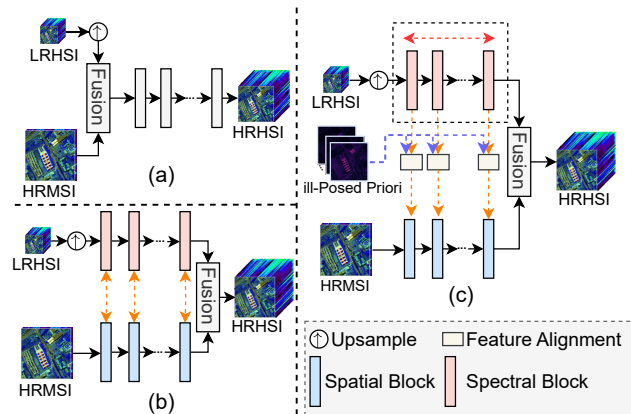 LRHSI
Fusion
HRMSI
HRHSI
(a)
LRHSI
HRMSI
Fusion
HRHSI
(b)
LRHSI
ill-Posed Priori
HRMSI
Fusion
HRHSI
(c)
Upsample
Feature Alignment
Spatial Block
Spectral Block